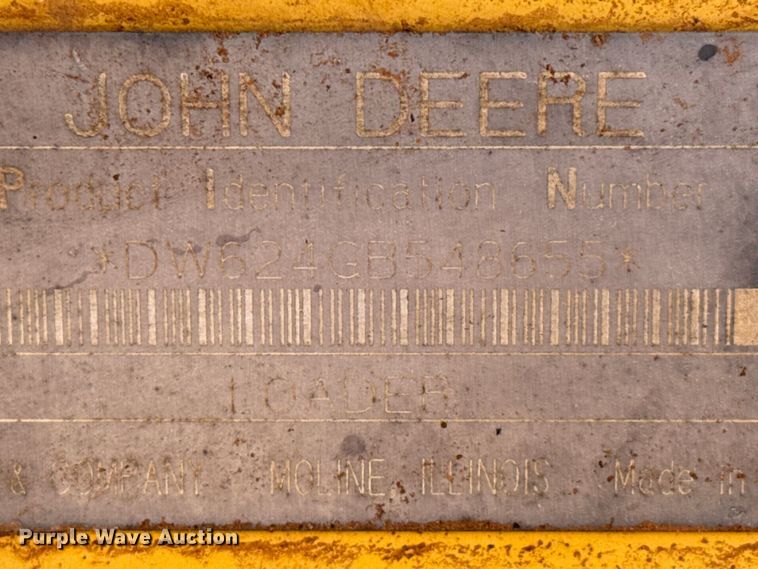 JOHN DEERE
Product Identification Number
*DW624GB548655*
LOADER
& COMPANY MOLINE, ILLINOIS Made in
Purple Wave Auction